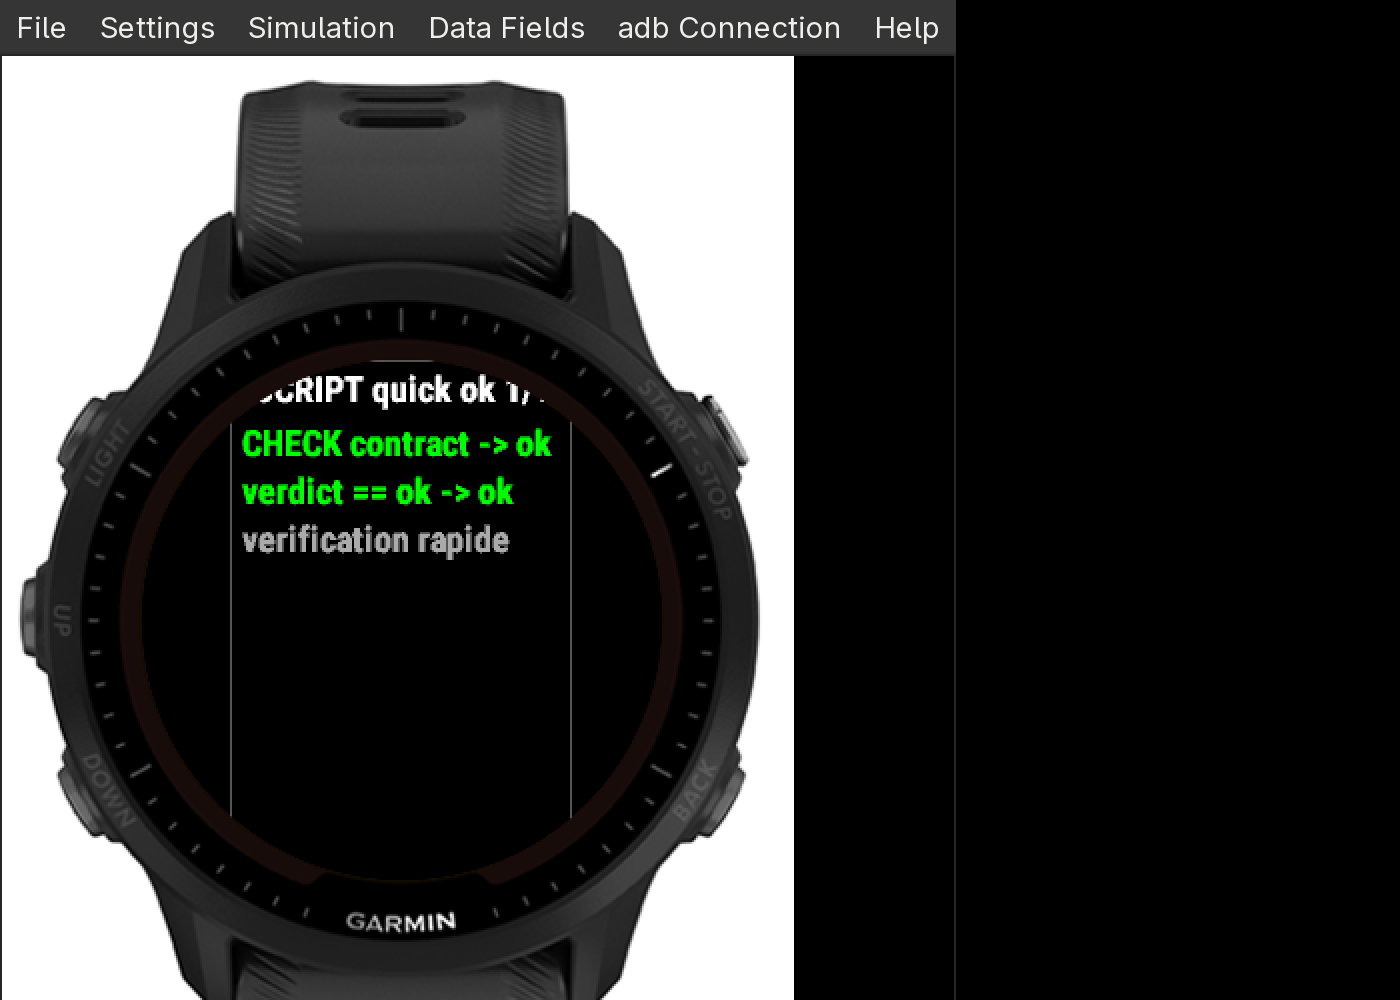 File Settings Simulation Data Fields adb Connection Help
SCRIPT quick ok
CHECK contract -> ok
verdict == ok -> ok
verification rapide
LIGHT
START - STOP
UP
DOWN
BACK
GARMIN